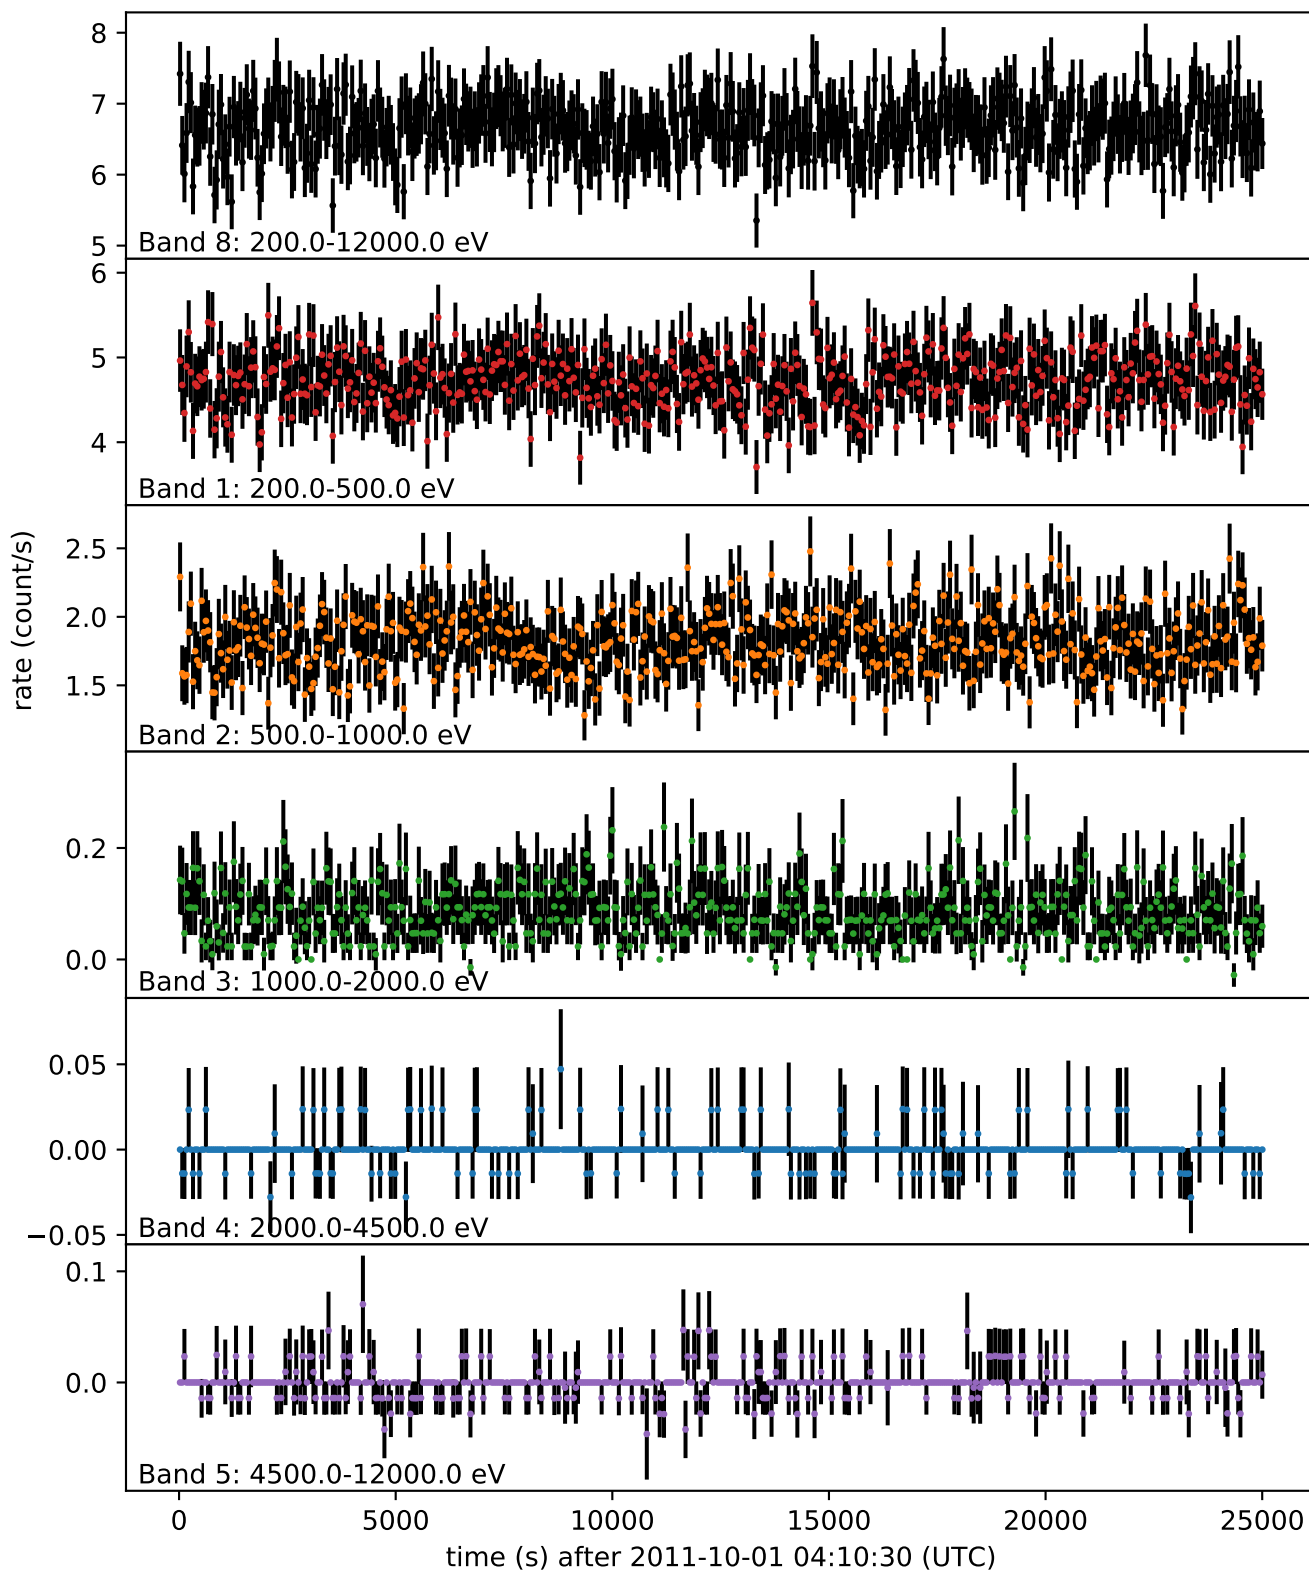 8
7
6
5
Band 8: 200.0-12000.0 eV
6
5
4
Band 1: 200.0-500.0 eV
rate (count/s)
2.5
2.0
1.5
Band 2: 500.0-1000.0 eV
0.2
0.0
Band 3: 1000.0-2000.0 eV
0.05
0.00
−0.05
Band 4: 2000.0-4500.0 eV
0.1
0.0
Band 5: 4500.0-12000.0 eV
0 5000 10000 15000 20000 25000
time (s) after 2011-10-01 04:10:30 (UTC)